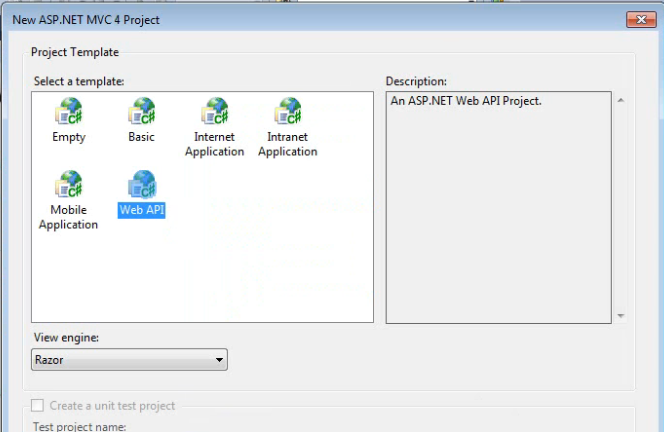 New ASP.NET MVC 4 Project
Project Template
Select a template:
Description:
Empty
Basic
Internet
Application
Intranet
Application
Mobile
Application
Web API
An ASP.NET Web API Project.
View engine:
Razor
Create a unit test project
Test project name: